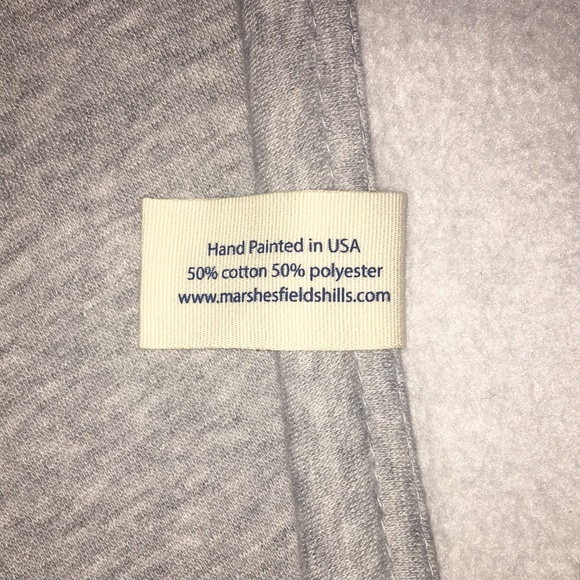 Hand Painted in USA
50% cotton 50% polyester
www.marshesfieldshills.com